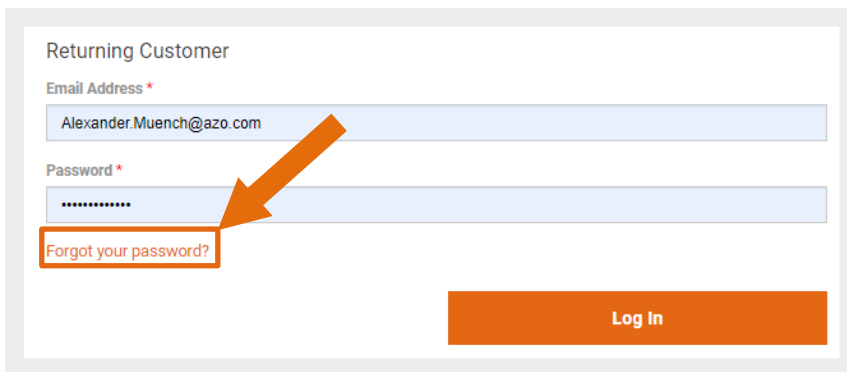 Returning Customer
Email Address *
Alexander.Muench@azo.com
Password *
•••••••••••••
Forgot your password?
Log In